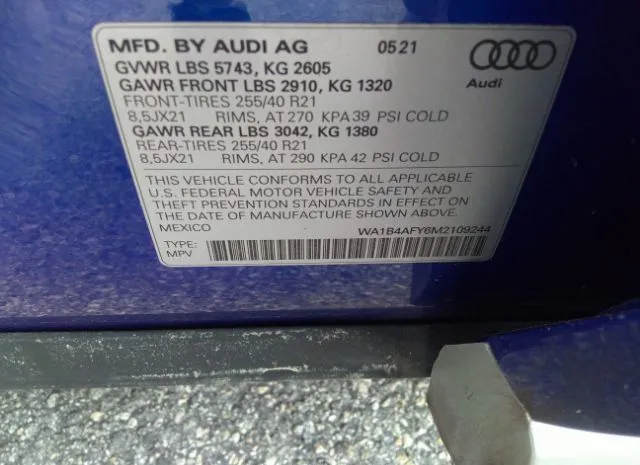 MFD. BY AUDI AG 05 21
GVWR LBS 5743, KG 2605
GAWR FRONT LBS 2910, KG 1320
FRONT-TIRES 255/40 R21
8,5JX21 RIMS, AT 270 KPA 39 PSI COLD
GAWR REAR LBS 3042, KG 1380
REAR-TIRES 255/40 R21
8,5JX21 RIMS, AT 290 KPA 42 PSI COLD
Audi
THIS VEHICLE CONFORMS TO ALL APPLICABLE
U.S. FEDERAL MOTOR VEHICLE SAFETY AND
THEFT PREVENTION STANDARDS IN EFFECT ON
THE DATE OF MANUFACTURE SHOWN ABOVE.
MEXICO WA1B4AFY6M2109244
TYPE:
MPV